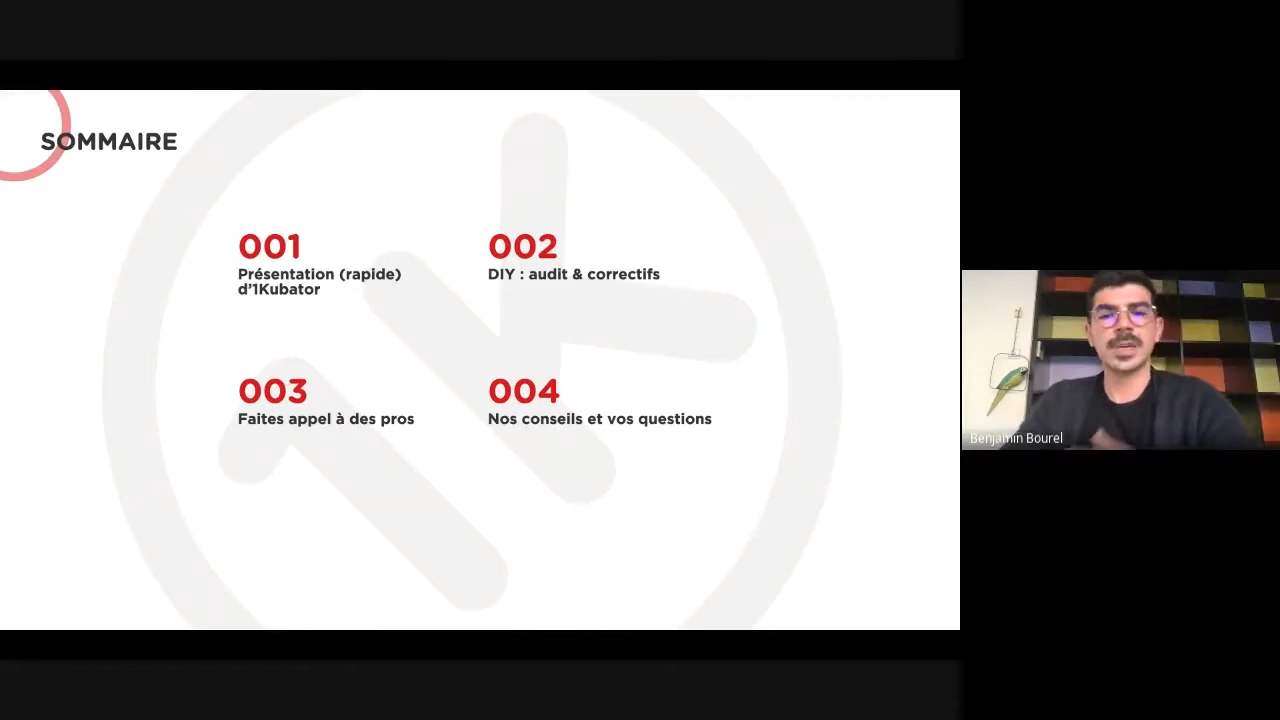 SOMMAIRE
001
Présentation (rapide)
d'1Kubator
002
DIY : audit & correctifs
003
Faites appel à des pros
004
Nos conseils et vos questions
Benjamin Bourel